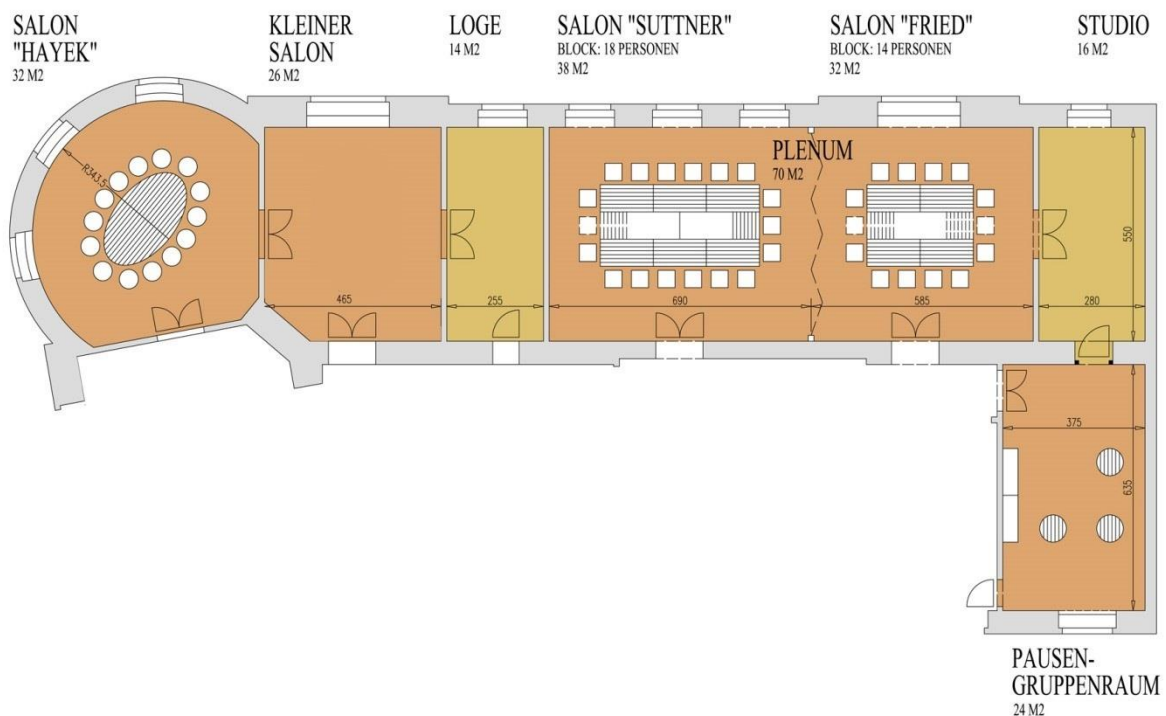 SALON
"HAYEK"
32 M2
KLEINER
SALON
26 M2
LOGE
14 M2
SALON "SUTTNER"
BLOCK: 18 PERSONEN
38 M2
SALON "FRIED"
BLOCK: 14 PERSONEN
32 M2
STUDIO
16 M2
PLENUM
70 M2
R343.5
550
465
255
690
585
280
375
635
PAUSEN-
GRUPPENRAUM
24 M2